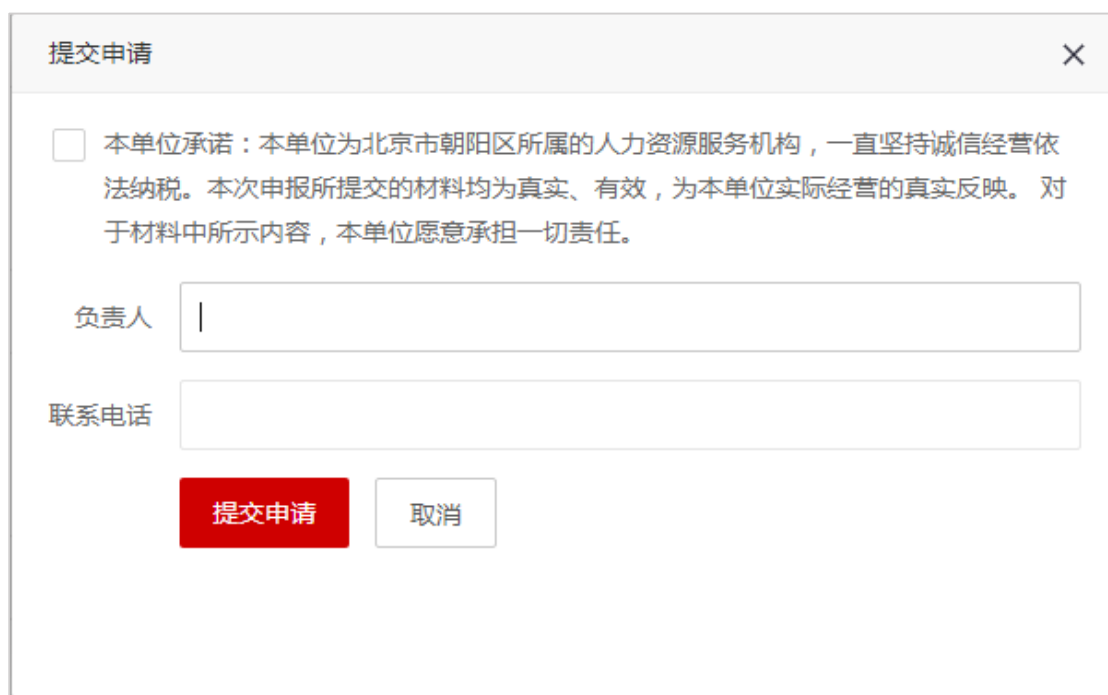 提交申请
本单位承诺：本单位为北京市朝阳区所属的人力资源服务机构，一直坚持诚信经营依
法纳税。本次申报所提交的材料均为真实、有效，为本单位实际经营的真实反映。 对
于材料中所示内容，本单位愿意承担一切责任。
负责人
联系电话
提交申请 取消